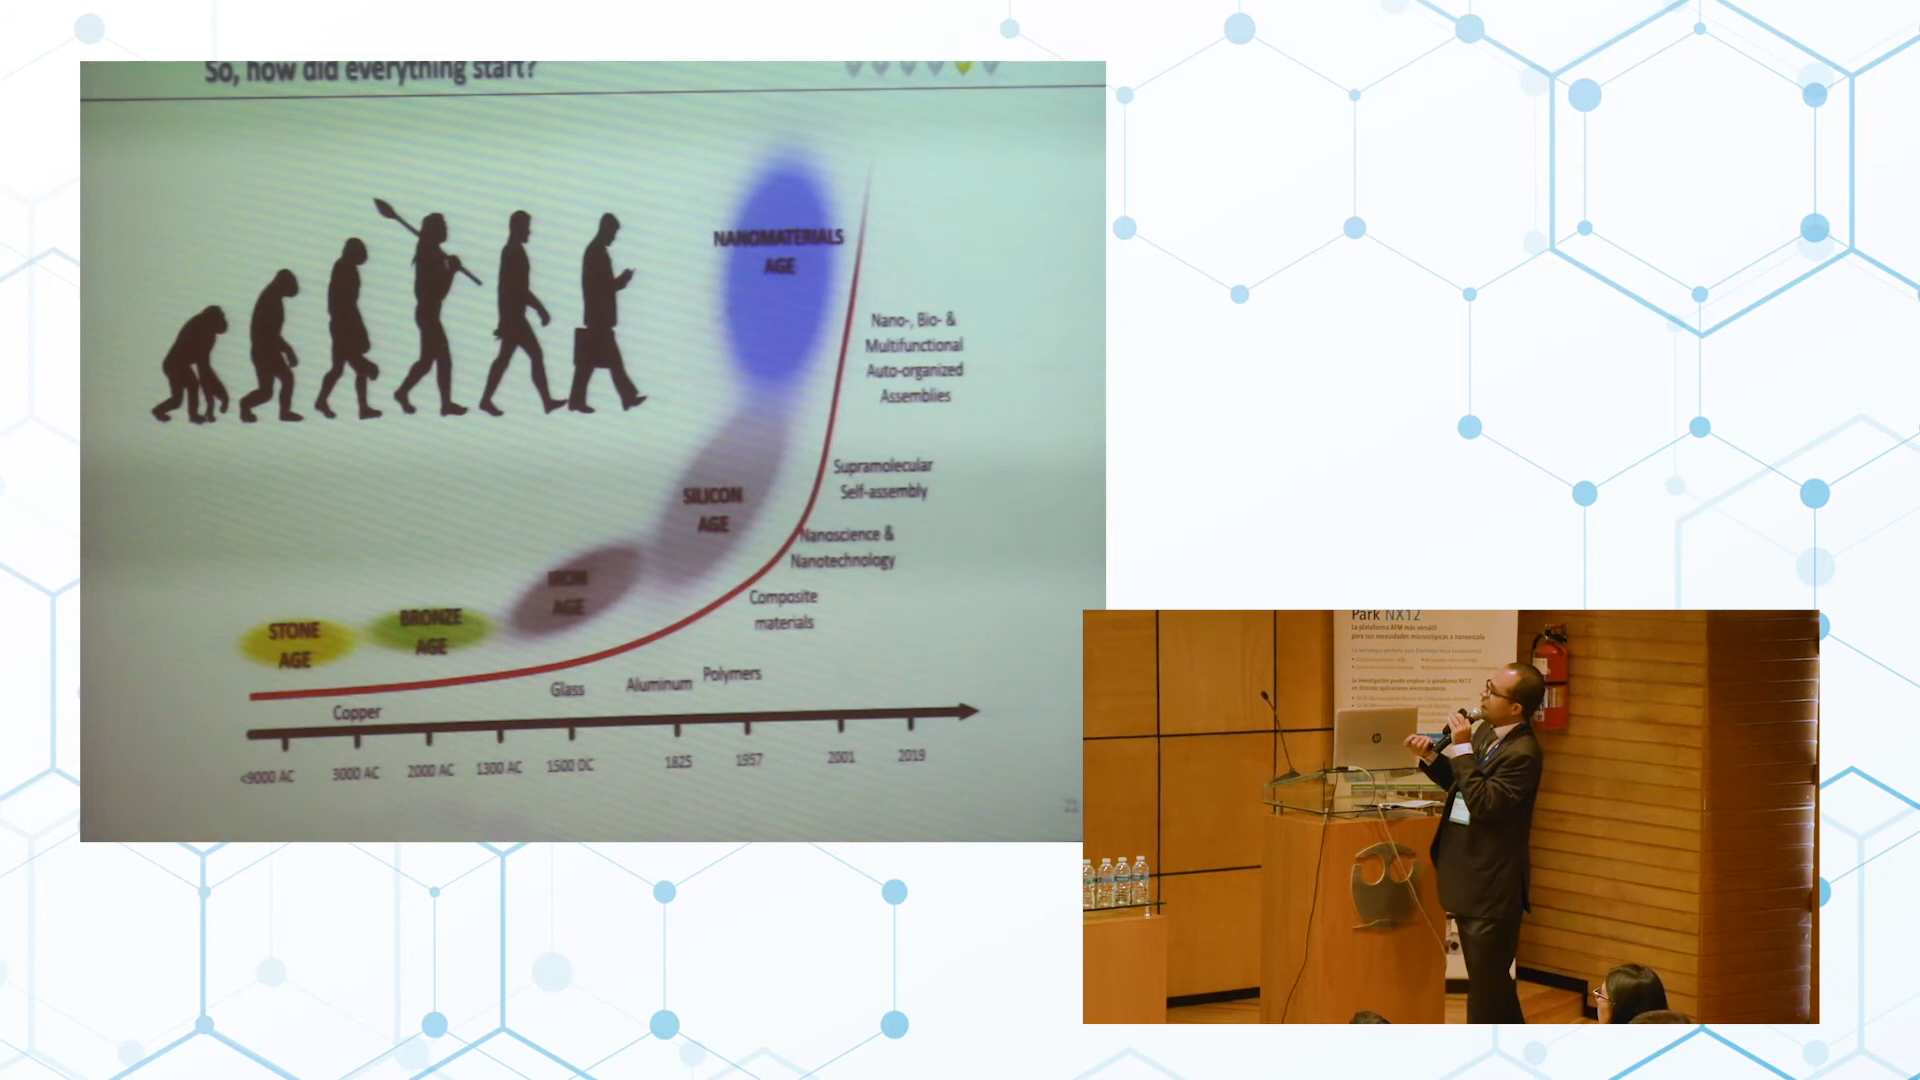 So, how did everything start?
NANOMATERIALS
AGE
Nano-, Bio- &
Multifunctional
Auto-organized
Assemblies
Supramolecular
Self-assembly
SILICON
AGE
Nanoscience &
Nanotechnology
IRON
AGE
Composite
materials
BRONZE
AGE
STONE
AGE
Polymers
Aluminum
Glass
Copper
<9000 AC
3000 AC
2000 AC
1300 AC
1500 DC
1825
1957
2001
2019
21
Park NX12
La plataforma AFM más versátil
para sus necesidades microscópicas a nanoescala
hp